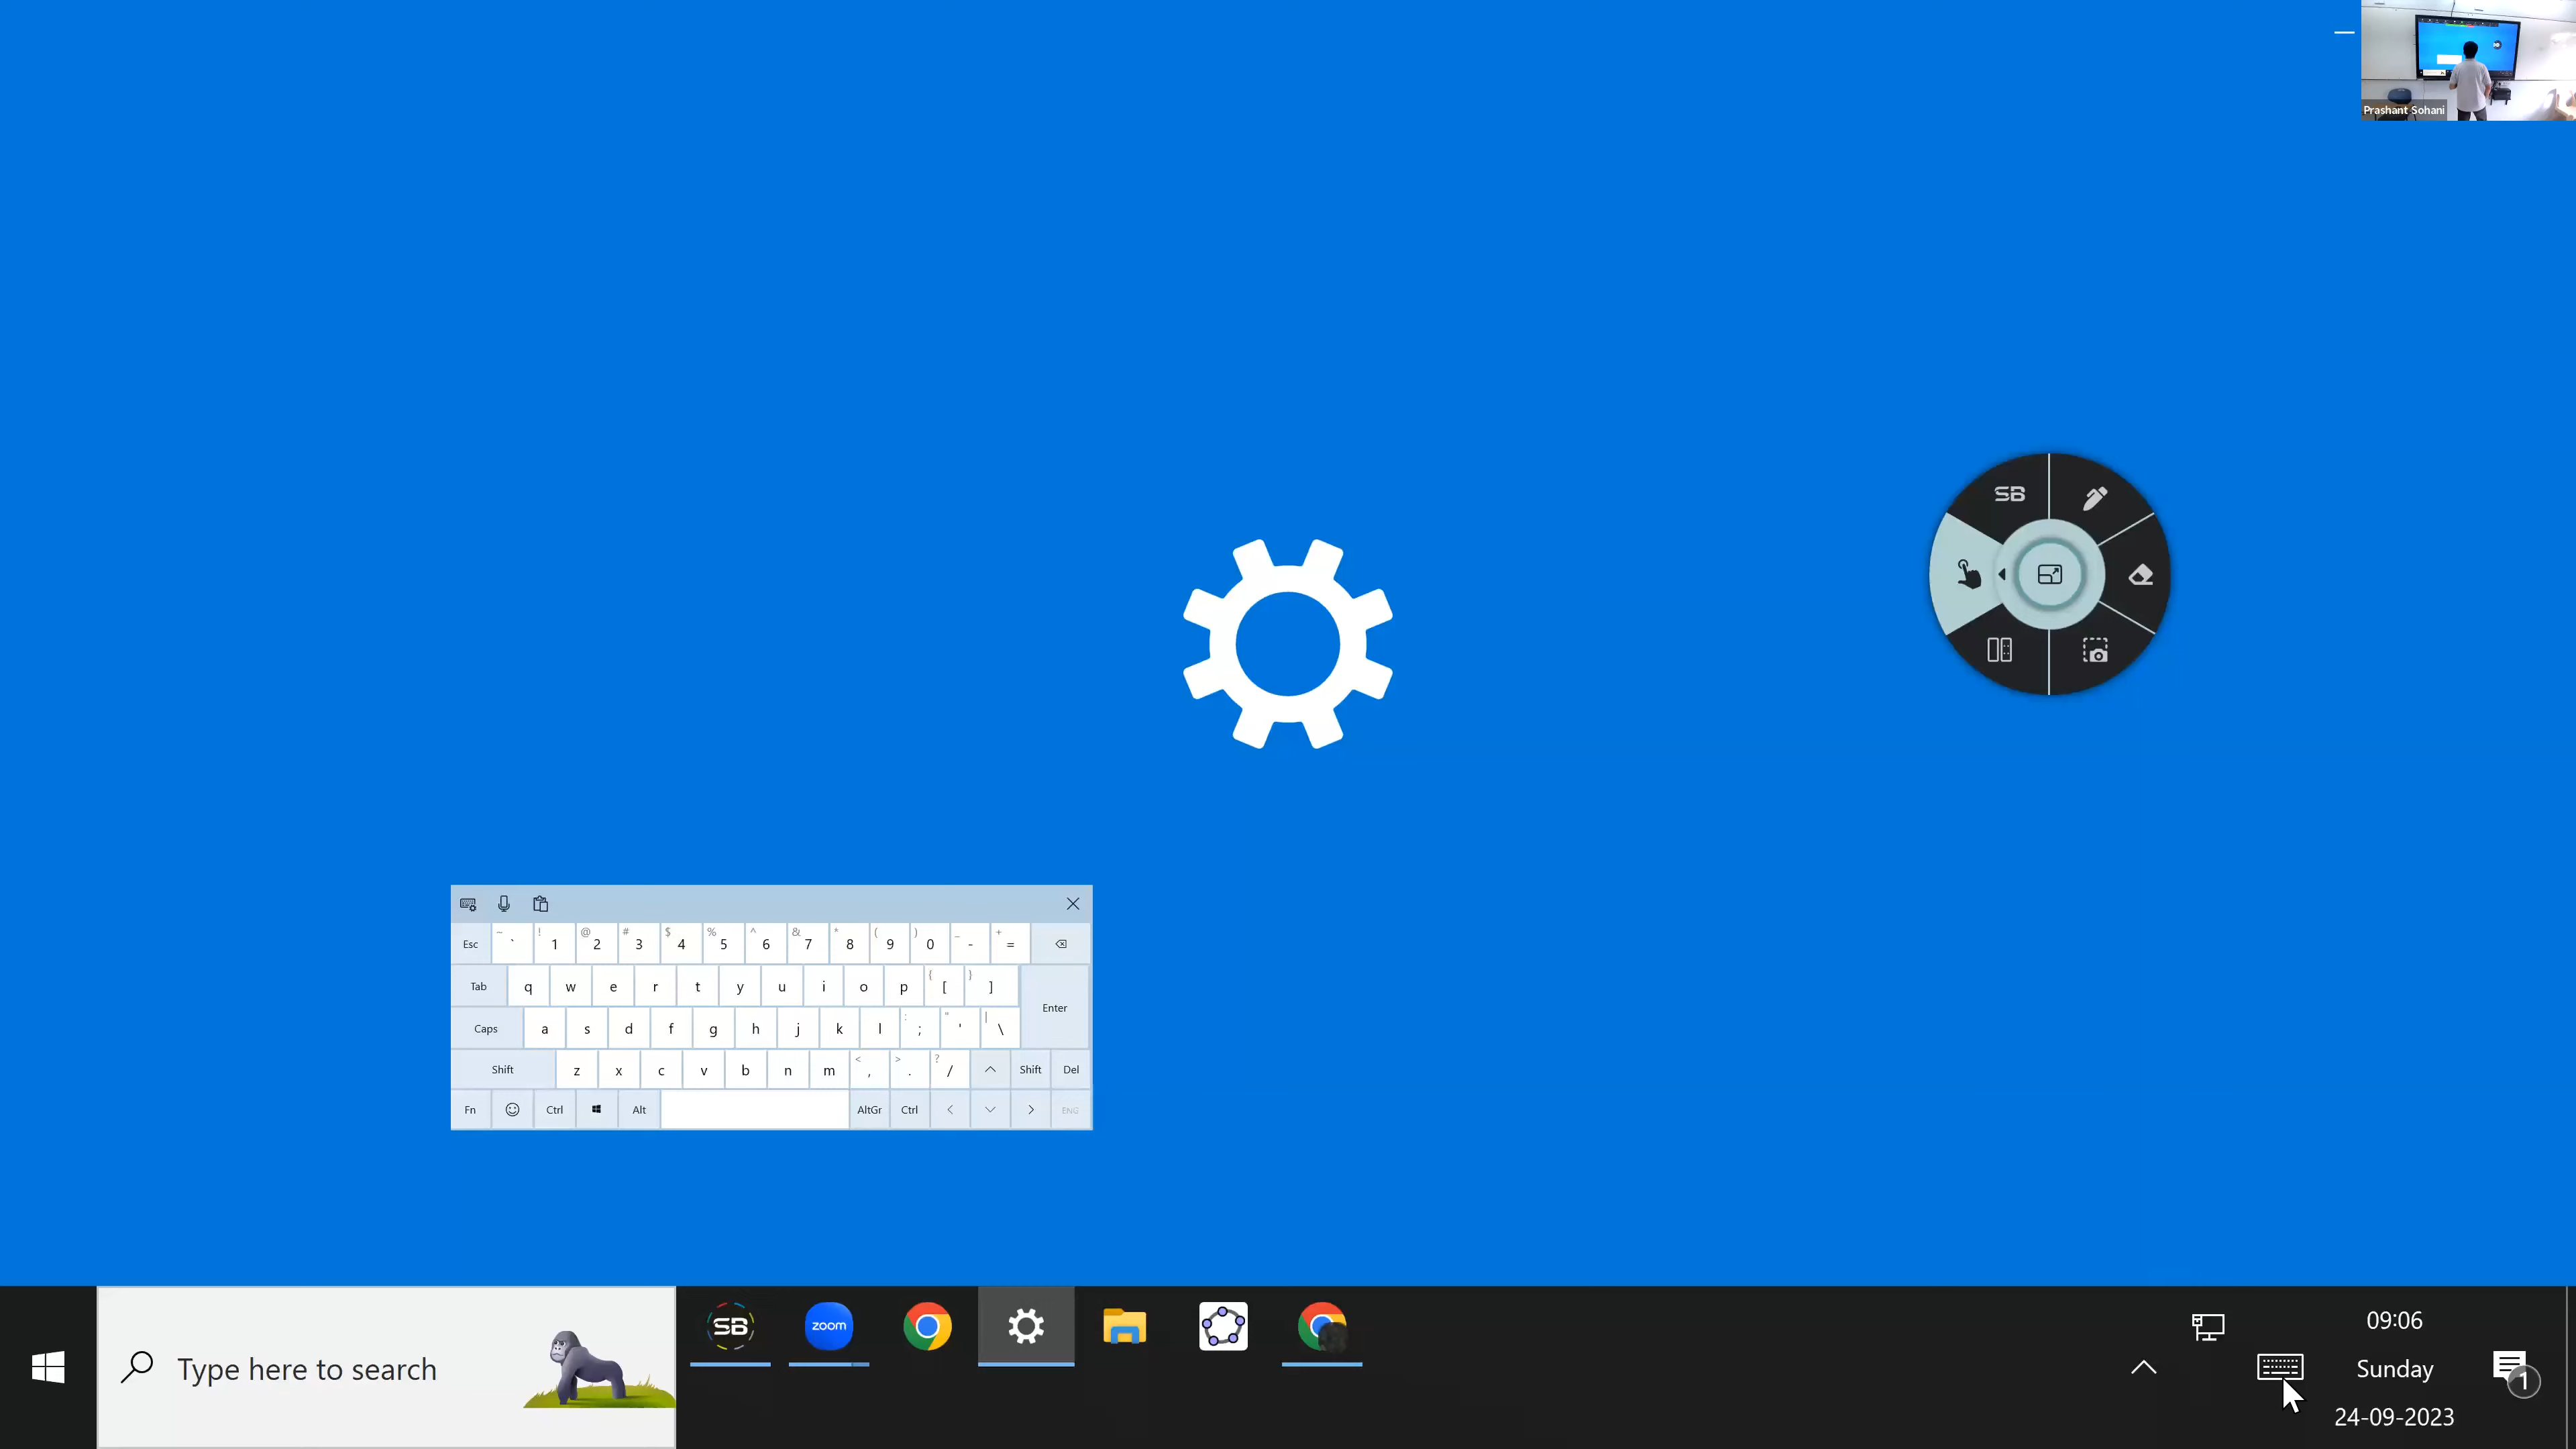 Prashant Sohani
SB
Esc ~ ` ! 1 @ 2 # 3 $ 4 % 5 ^ 6 & 7 * 8 ( 9 ) 0 _ - + =
Tab q w e r t y u i o p { [ } ]
Enter
Caps a s d f g h j k l : ; " ' | \
Shift z x c v b n m < , > . ? / Shift Del
Fn Ctrl Alt AltGr Ctrl ENG
Type here to search
SB
zoom
09:06
Sunday
24-09-2023
1